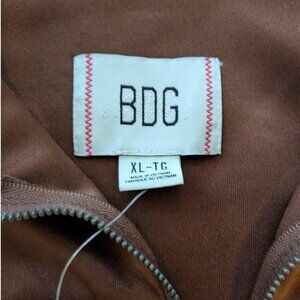 BDG
XL-TG
MADE IN VIETNAM
FABRIQUÉ AU VIETNAM